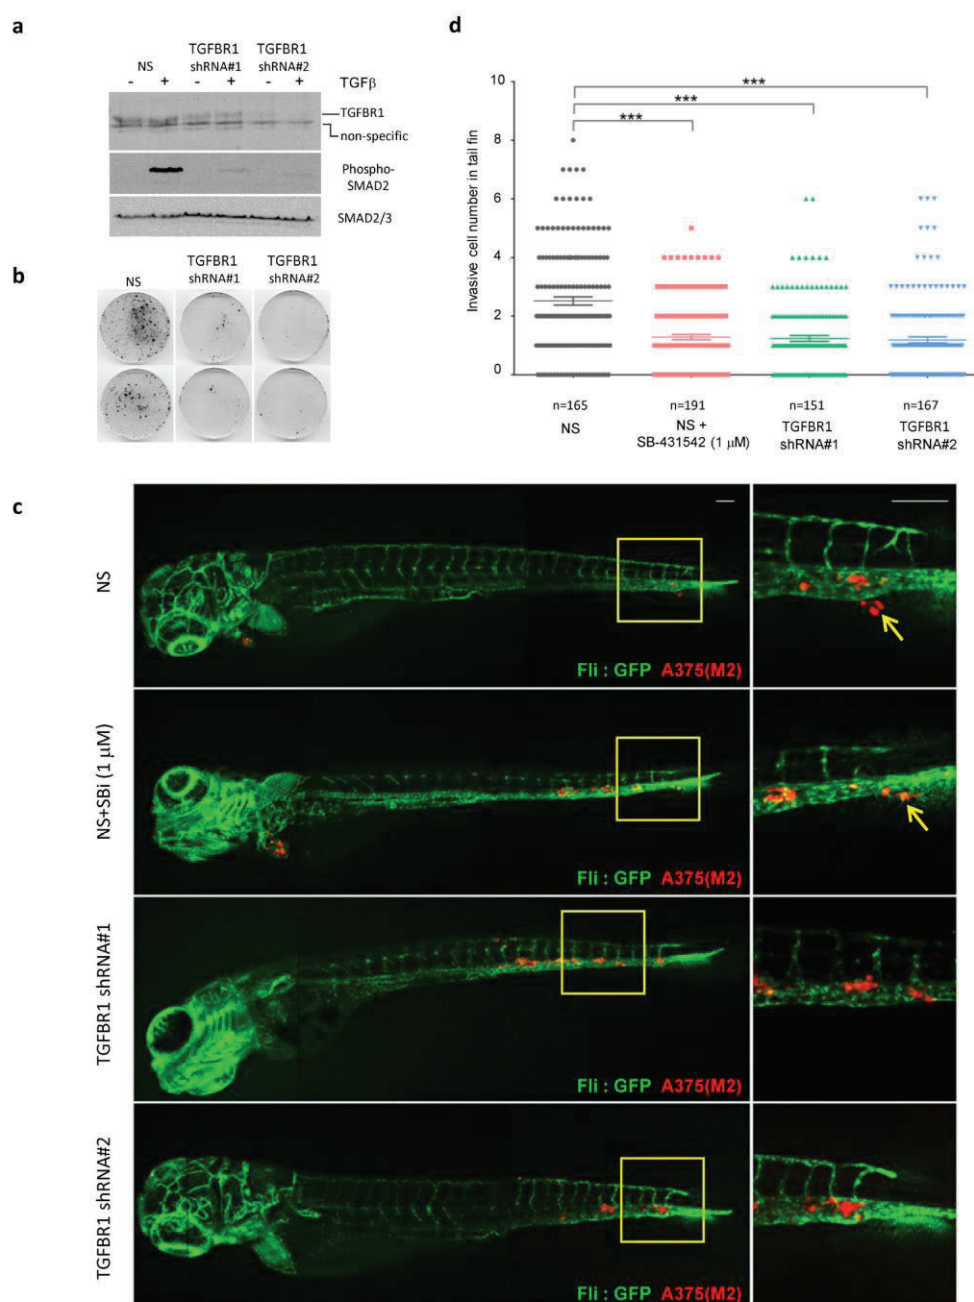 a
NS
TGFBR1
shRNA#1
TGFBR1
shRNA#2
- + - + - + TGFβ
TGFBR1
non-specific
Phospho-
SMAD2
SMAD2/3
b
NS
TGFBR1
shRNA#1
TGFBR1
shRNA#2
d
Invasive cell number in tail fin
10
8
6
4
2
0
***
***
***
n=165
NS
n=191
NS +
SB-431542 (1 μM)
n=151
TGFBR1
shRNA#1
n=167
TGFBR1
shRNA#2
c
NS
Fli : GFP A375(M2)
NS+SBi (1 μM)
Fli : GFP A375(M2)
TGFBR1 shRNA#1
Fli : GFP A375(M2)
TGFBR1 shRNA#2
Fli : GFP A375(M2)